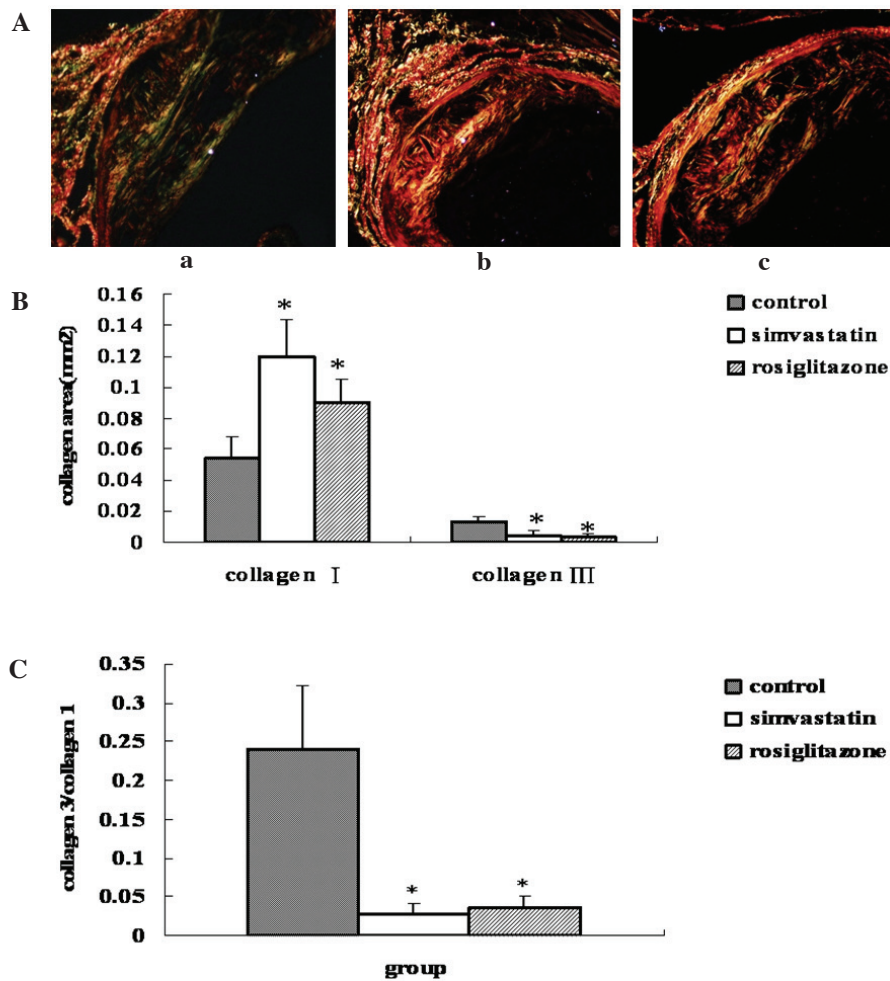 A
a b c
B
collagen area(mm2)
0.16
0.14
0.12
0.1
0.08
0.06
0.04
0.02
0
*
*
*
*
collagen I
collagen III
control
simvastatin
rosiglitazone
C
collagen 3/collagen 1
0.35
0.3
0.25
0.2
0.15
0.1
0.05
0
*
*
group
control
simvastatin
rosiglitazone